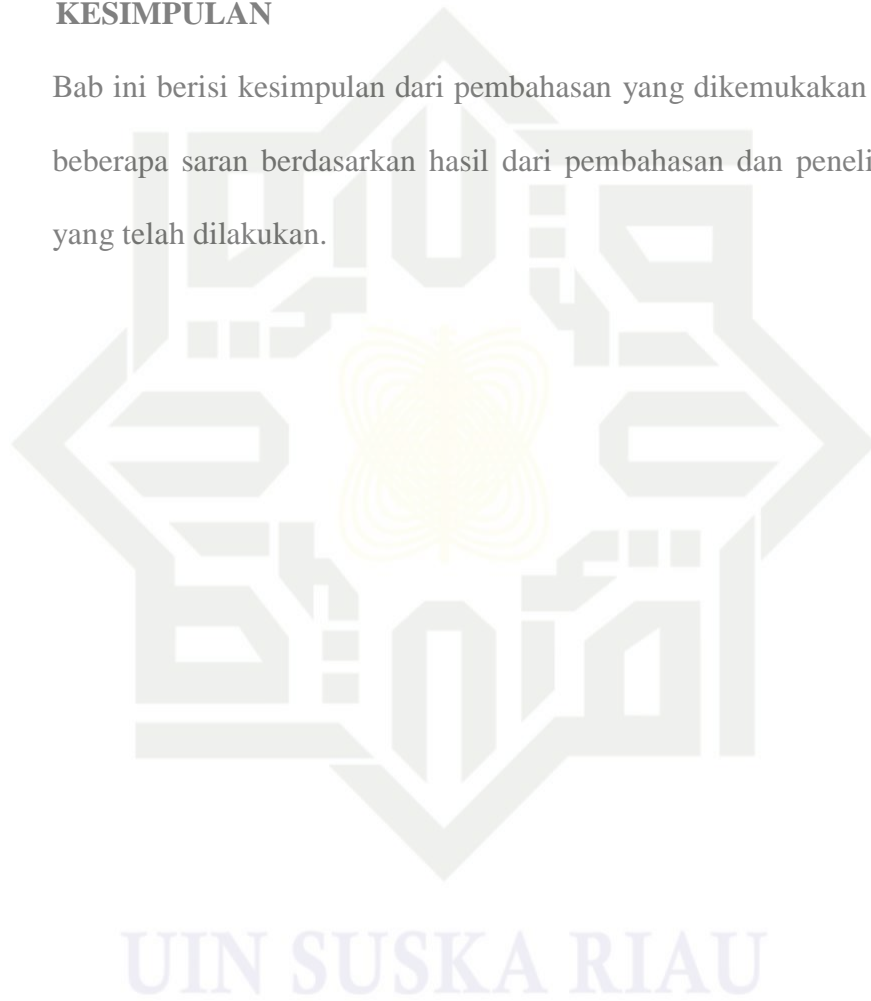 KESIMPULAN
Bab ini berisi kesimpulan dari pembahasan yang dikemukakan
beberapa saran berdasarkan hasil dari pembahasan dan peneli
yang telah dilakukan.
UIN SUSKA RIAU